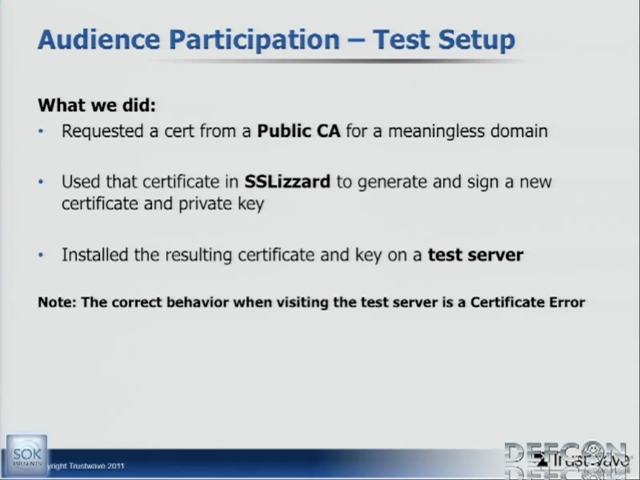 Audience Participation – Test Setup
What we did:
• Requested a cert from a Public CA for a meaningless domain
• Used that certificate in SSLizzard to generate and sign a new
certificate and private key
• Installed the resulting certificate and key on a test server
Note: The correct behavior when visiting the test server is a Certificate Error
SOK
PRESENTS
yright Trustwave 2011
DEFCON
Trustwave